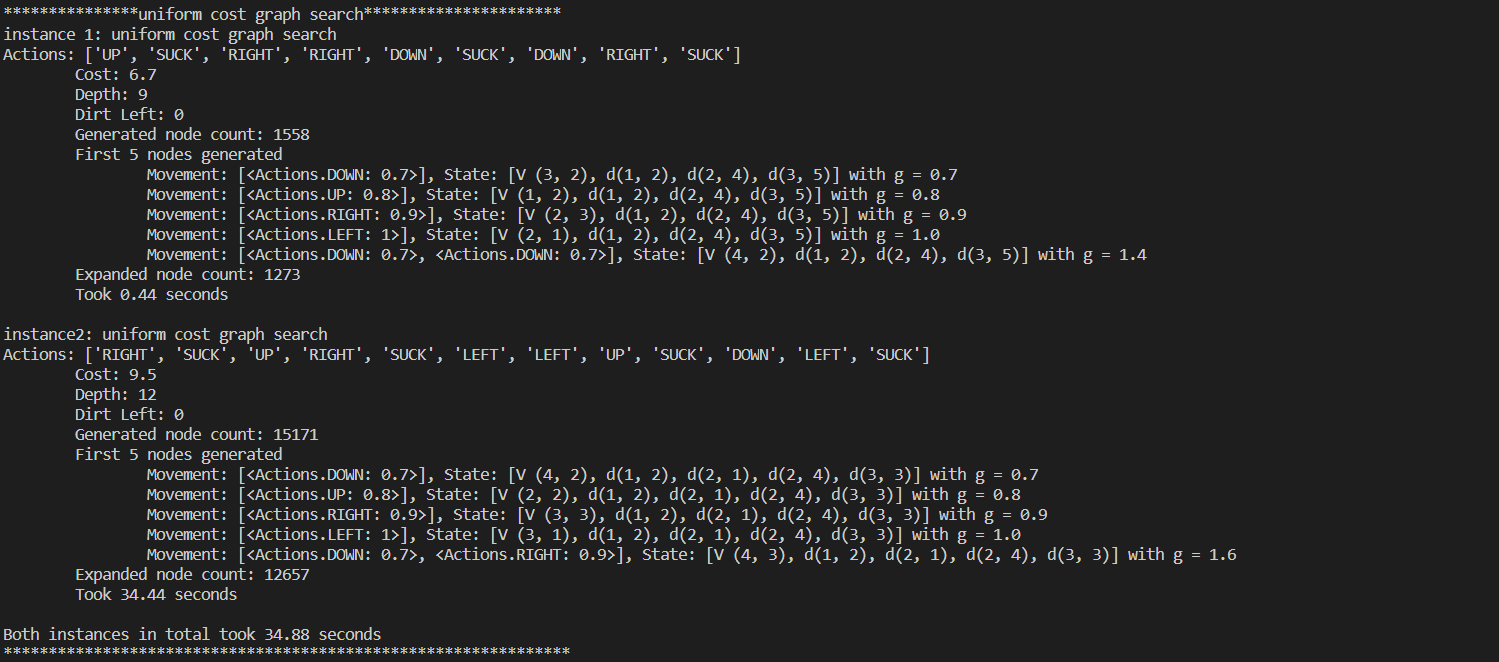 ***************uniform cost graph search**********************
instance 1: uniform cost graph search
Actions: ['UP', 'SUCK', 'RIGHT', 'RIGHT', 'DOWN', 'SUCK', 'DOWN', 'RIGHT', 'SUCK']
        Cost: 6.7
        Depth: 9
        Dirt Left: 0
        Generated node count: 1558
        First 5 nodes generated
                Movement: [<Actions.DOWN: 0.7>], State: [V (3, 2), d(1, 2), d(2, 4), d(3, 5)] with g = 0.7
                Movement: [<Actions.UP: 0.8>], State: [V (1, 2), d(1, 2), d(2, 4), d(3, 5)] with g = 0.8
                Movement: [<Actions.RIGHT: 0.9>], State: [V (2, 3), d(1, 2), d(2, 4), d(3, 5)] with g = 0.9
                Movement: [<Actions.LEFT: 1>], State: [V (2, 1), d(1, 2), d(2, 4), d(3, 5)] with g = 1.0
                Movement: [<Actions.DOWN: 0.7>, <Actions.DOWN: 0.7>], State: [V (4, 2), d(1, 2), d(2, 4), d(3, 5)] with g = 1.4
        Expanded node count: 1273
        Took 0.44 seconds

instance2: uniform cost graph search
Actions: ['RIGHT', 'SUCK', 'UP', 'RIGHT', 'SUCK', 'LEFT', 'LEFT', 'UP', 'SUCK', 'DOWN', 'LEFT', 'SUCK']
        Cost: 9.5
        Depth: 12
        Dirt Left: 0
        Generated node count: 15171
        First 5 nodes generated
                Movement: [<Actions.DOWN: 0.7>], State: [V (4, 2), d(1, 2), d(2, 1), d(2, 4), d(3, 3)] with g = 0.7
                Movement: [<Actions.UP: 0.8>], State: [V (2, 2), d(1, 2), d(2, 1), d(2, 4), d(3, 3)] with g = 0.8
                Movement: [<Actions.RIGHT: 0.9>], State: [V (3, 3), d(1, 2), d(2, 1), d(2, 4), d(3, 3)] with g = 0.9
                Movement: [<Actions.LEFT: 1>], State: [V (3, 1), d(1, 2), d(2, 1), d(2, 4), d(3, 3)] with g = 1.0
                Movement: [<Actions.DOWN: 0.7>, <Actions.RIGHT: 0.9>], State: [V (4, 3), d(1, 2), d(2, 1), d(2, 4), d(3, 3)] with g = 1.6
        Expanded node count: 12657
        Took 34.44 seconds

Both instances in total took 34.88 seconds
***************************************************************